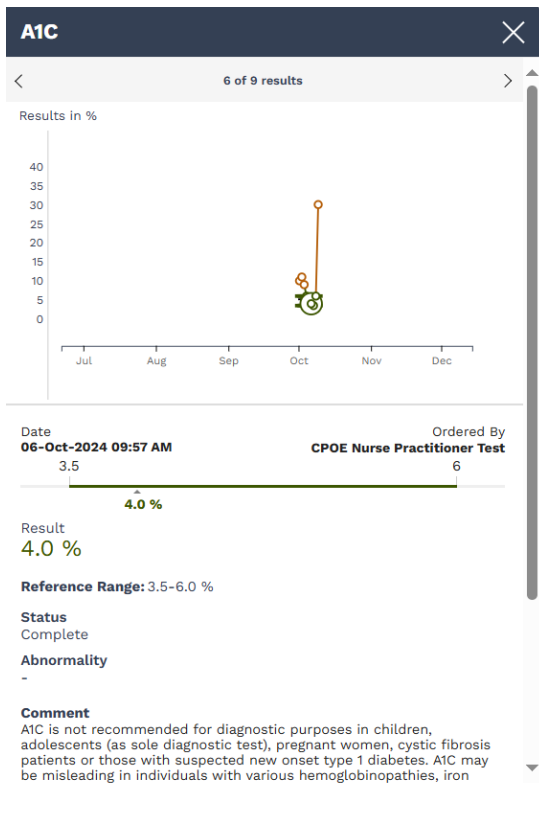 A1C
6 of 9 results
Results in %
40
35
30
25
20
15
10
5
0
Jul Aug Sep Oct Nov Dec
Date Ordered By
06-Oct-2024 09:57 AM CPOE Nurse Practitioner Test
3.5 6
4.0 %
Result
4.0 %
Reference Range: 3.5-6.0 %
Status
Complete
Abnormality
-
Comment
A1C is not recommended for diagnostic purposes in children,
adolescents (as sole diagnostic test), pregnant women, cystic fibrosis
patients or those with suspected new onset type 1 diabetes. A1C may
be misleading in individuals with various hemoglobinopathies, iron